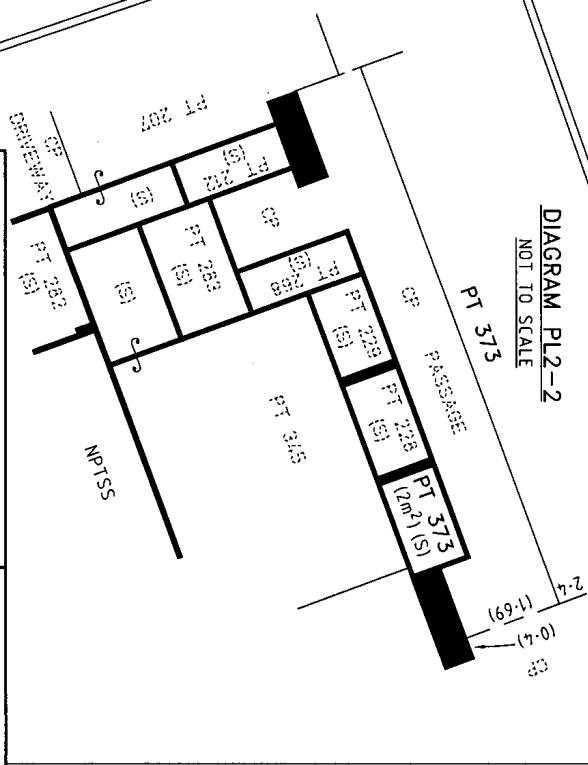 DIAGRAM PL2-2
NOT TO SCALE
PT 373
CP PASSAGE
PT 207
CP
DRIVEWAY
PT 212
(S)
(S)
CP
PT 283
(S)
(S)
PT 282
(S)
PT 268
(S)
PT 229
(S)
PT 228
(S)
PT 373
(2m²) (S)
PT 345
NPTSS
2·4
(1·69)
(0·4)
CP